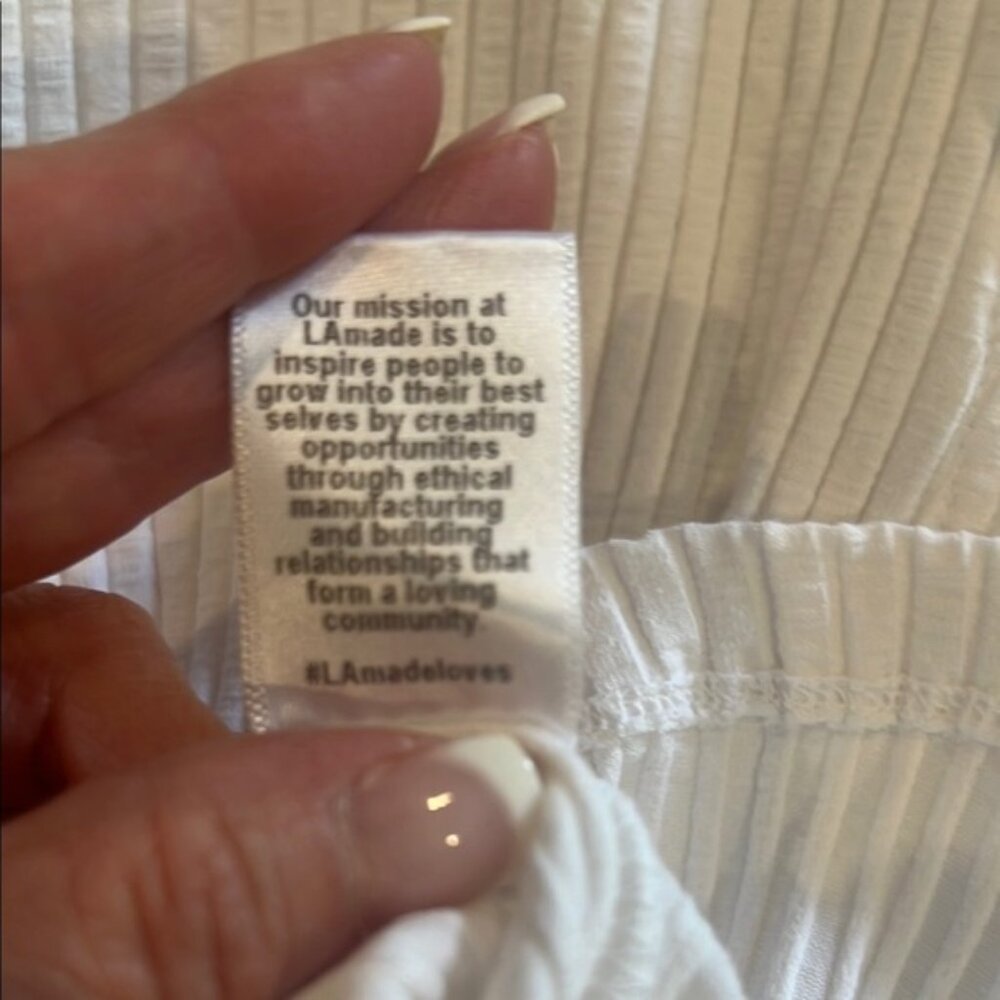 Our mission at
LAmade is to
inspire people to
grow into their best
selves by creating
opportunities
through ethical
manufacturing
and building
relationships that
form a loving
community.
#LAmadeloves